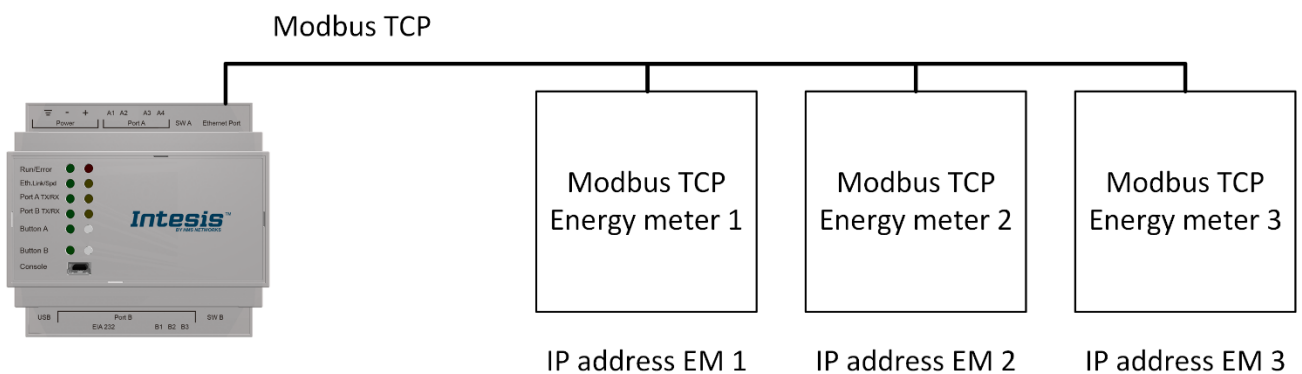 Modbus TCP
- + A1 A2 A3 A4
Power Port A SW A Ethernet Port
Run/Error
Eth.Link/Spd
Port A TX/RX
Port B TX/RX
Button A
Button B
Console
Intesis™
BY HMS NETWORKS
USB Port B SW B
EIA 232 B1 B2 B3
Modbus TCP
Energy meter 1
Modbus TCP
Energy meter 2
Modbus TCP
Energy meter 3
IP address EM 1
IP address EM 2
IP address EM 3